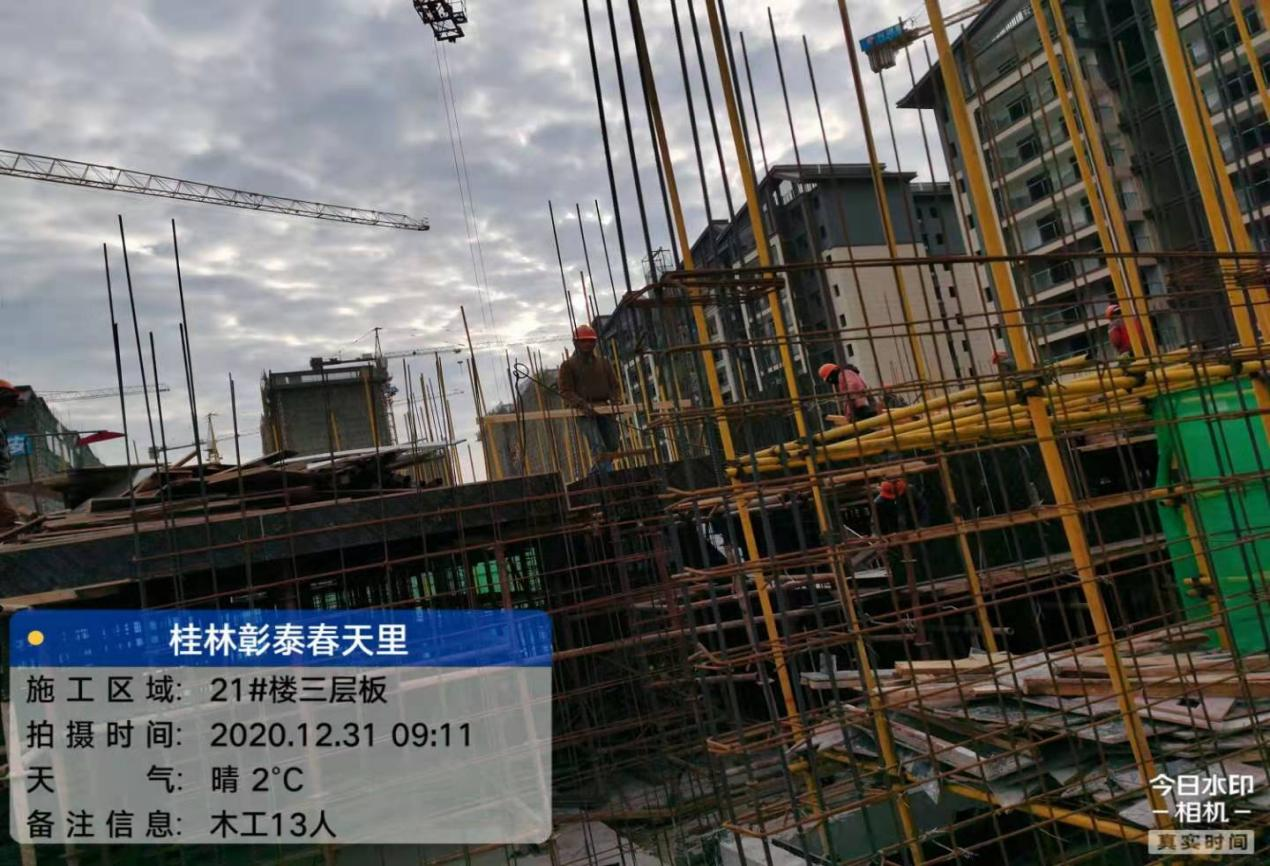 桂林彰泰春天里
施工区域: 21#楼三层板
拍摄时间: 2020.12.31 09:11
天气: 晴 2°C
备注信息: 木工13人
今日水印
相机
真实时间